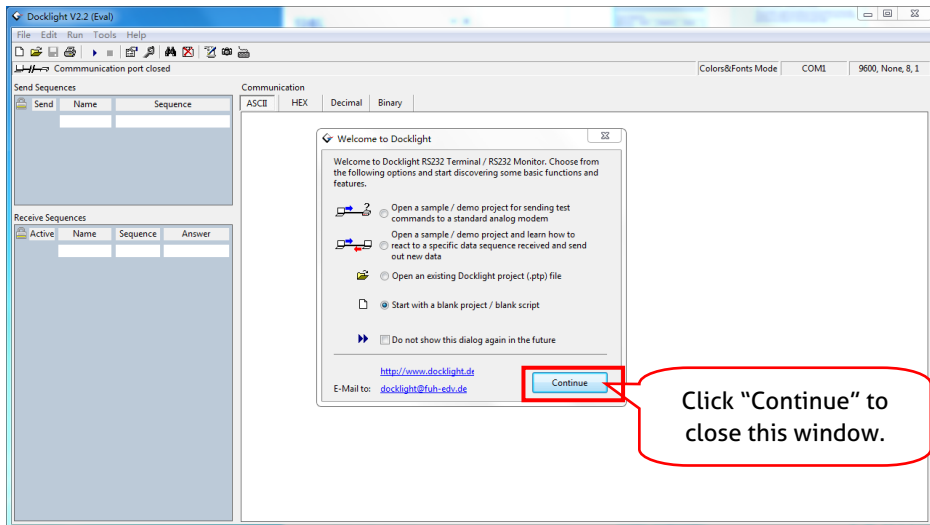 Docklight V2.2 (Eval)
File Edit Run Tools Help
Commmunication port closed
Colors&Fonts Mode COM1 9600, None, 8, 1
Send Sequences
Send Name Sequence
Communication
ASCII HEX Decimal Binary
Welcome to Docklight
Welcome to Docklight RS232 Terminal / RS232 Monitor. Choose from
the following options and start discovering some basic functions and
features.
Open a sample / demo project for sending test
commands to a standard analog modem
Open a sample / demo project and learn how to
react to a specific data sequence received and send
out new data
Open an existing Docklight project (.ptp) file
Start with a blank project / blank script
Do not show this dialog again in the future
http://www.docklight.de
E-Mail to: docklight@fuh-edv.de
Continue
Receive Sequences
Active Name Sequence Answer
Click “Continue” to
close this window.